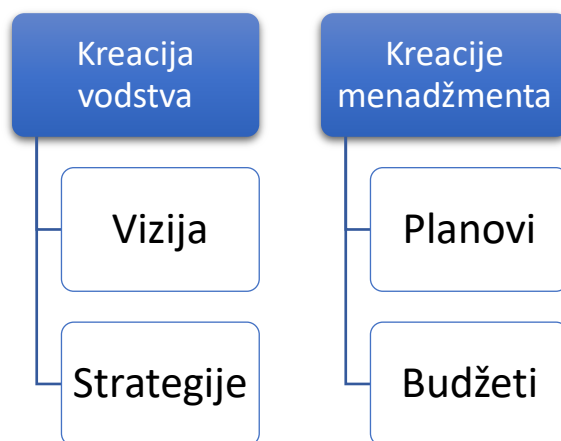 Kreacija
vodstva
Vizija
Strategije
Kreacije
menadžmenta
Planovi
Budžeti